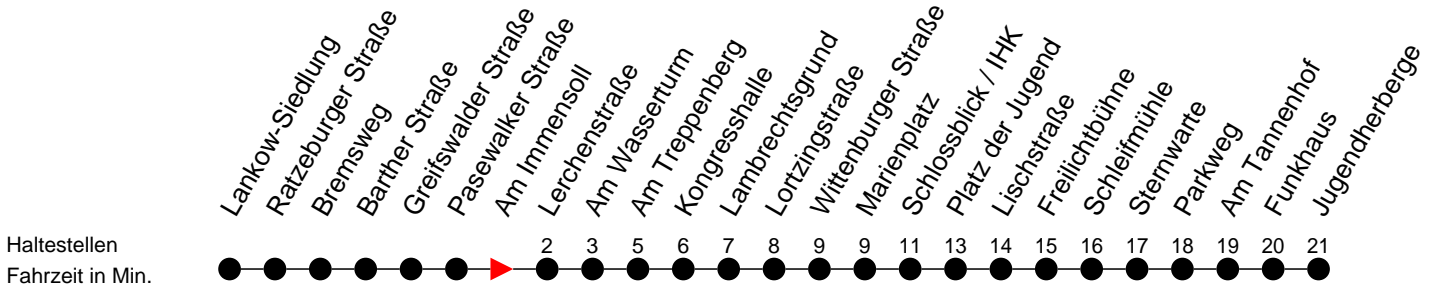 Lankow-Siedlung
Ratzeburger Straße
Bremsweg
Barther Straße
Greifswalder Straße
Pasewalker Straße
Am Immensoll
Lerchenstraße
Am Wasserturm
Am Treppenberg
Kongresshalle
Lambrechtsgrund
Lortzingstraße
Wittenburger Straße
Marienplatz
Schlossblick / IHK
Platz der Jugend
Lischstraße
Freilichtbühne
Schleifmühle
Sternwarte
Parkweg
Am Tannenhof
Funkhaus
Jugendherberge
Haltestellen 2 3 5 6 7 8 9 9 11 13 14 15 16 17 18 19 20 21
Fahrzeit in Min.